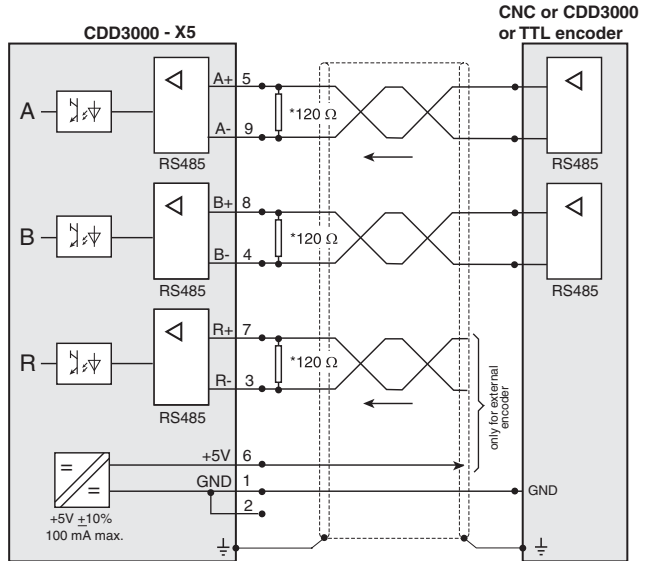 CNC or CDD3000
CDD3000 - X5
or TTL encoder
A+ 5
A
*120 Ω
A- 9
RS485
RS485
B+ 8
B
*120 Ω
B- 4
RS485
RS485
R+ 7
R
*120 Ω
R- 3
RS485
only for external
encoder
+5V 6
GND 1
GND
2
+5V ±10%
100 mA max.